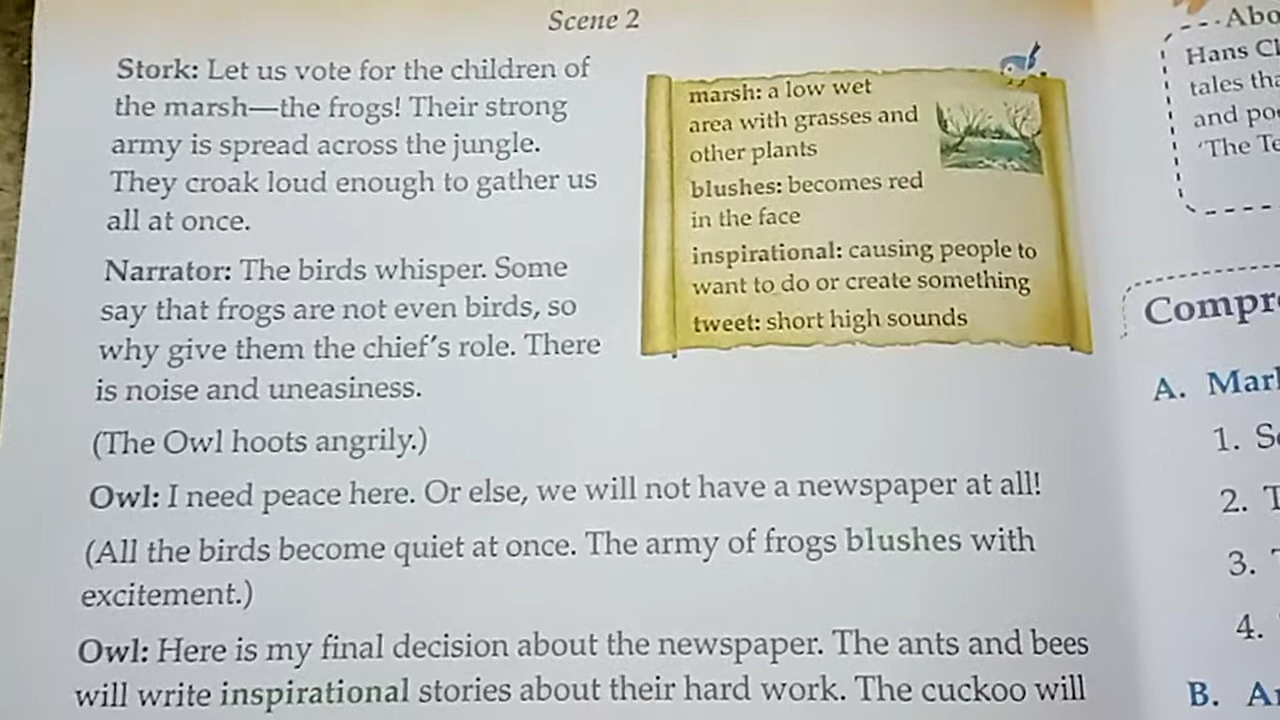 Scene 2
Stork: Let us vote for the children of
the marsh—the frogs! Their strong
army is spread across the jungle.
They croak loud enough to gather us
all at once.
Narrator: The birds whisper. Some
say that frogs are not even birds, so
why give them the chief's role. There
is noise and uneasiness.
(The Owl hoots angrily.)
Owl: I need peace here. Or else, we will not have a newspaper at all!
(All the birds become quiet at once. The army of frogs blushes with
excitement.)
Owl: Here is my final decision about the newspaper. The ants and bees
will write inspirational stories about their hard work. The cuckoo will
marsh: a low wet
area with grasses and
other plants
blushes: becomes red
in the face
inspirational: causing people to
want to do or create something
tweet: short high sounds
Hans
tales
and
'The
A.
1.
2.
3.
4.
B.